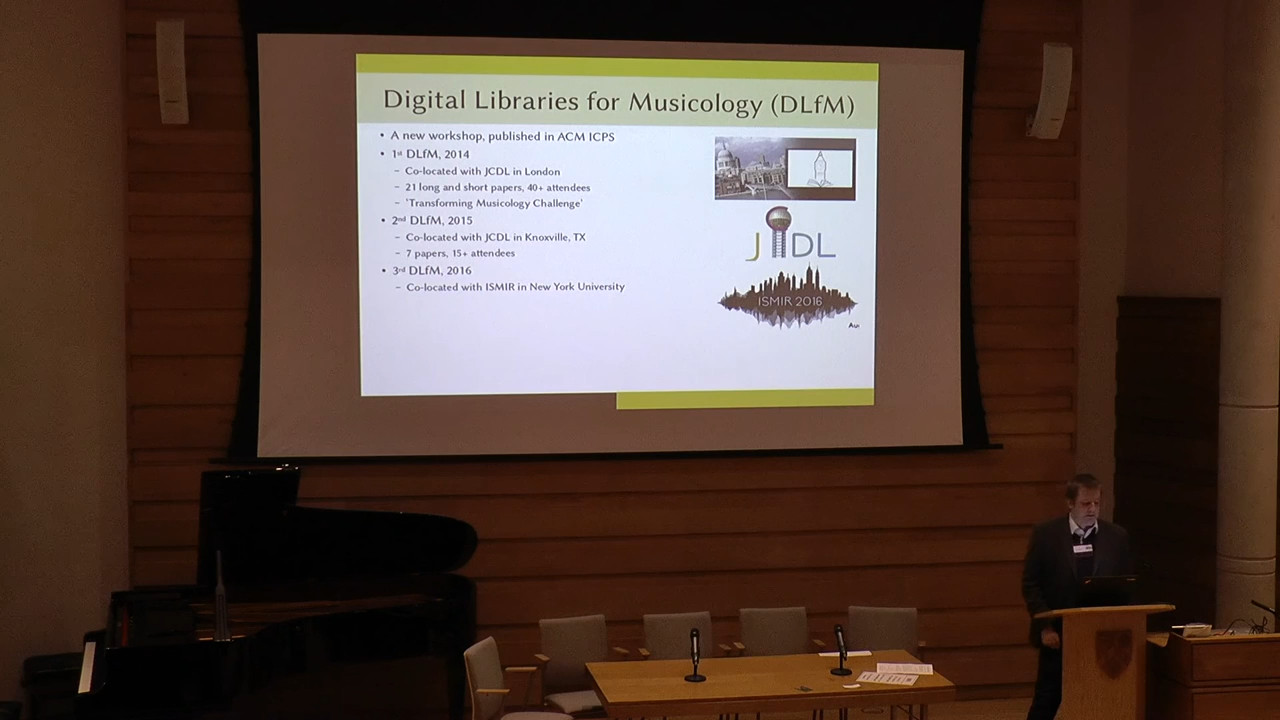 Digital Libraries for Musicology (DLfM)
• A new workshop, published in ACM ICPS
• 1st DLfM, 2014
– Co-located with JCDL in London
– 21 long and short papers, 40+ attendees
– 'Transforming Musicology Challenge'
• 2nd DLfM, 2015
– Co-located with JCDL in Knoxville, TX
– 7 papers, 15+ attendees
• 3rd DLfM, 2016
– Co-located with ISMIR in New York University
JCDL
ISMIR 2016
Au